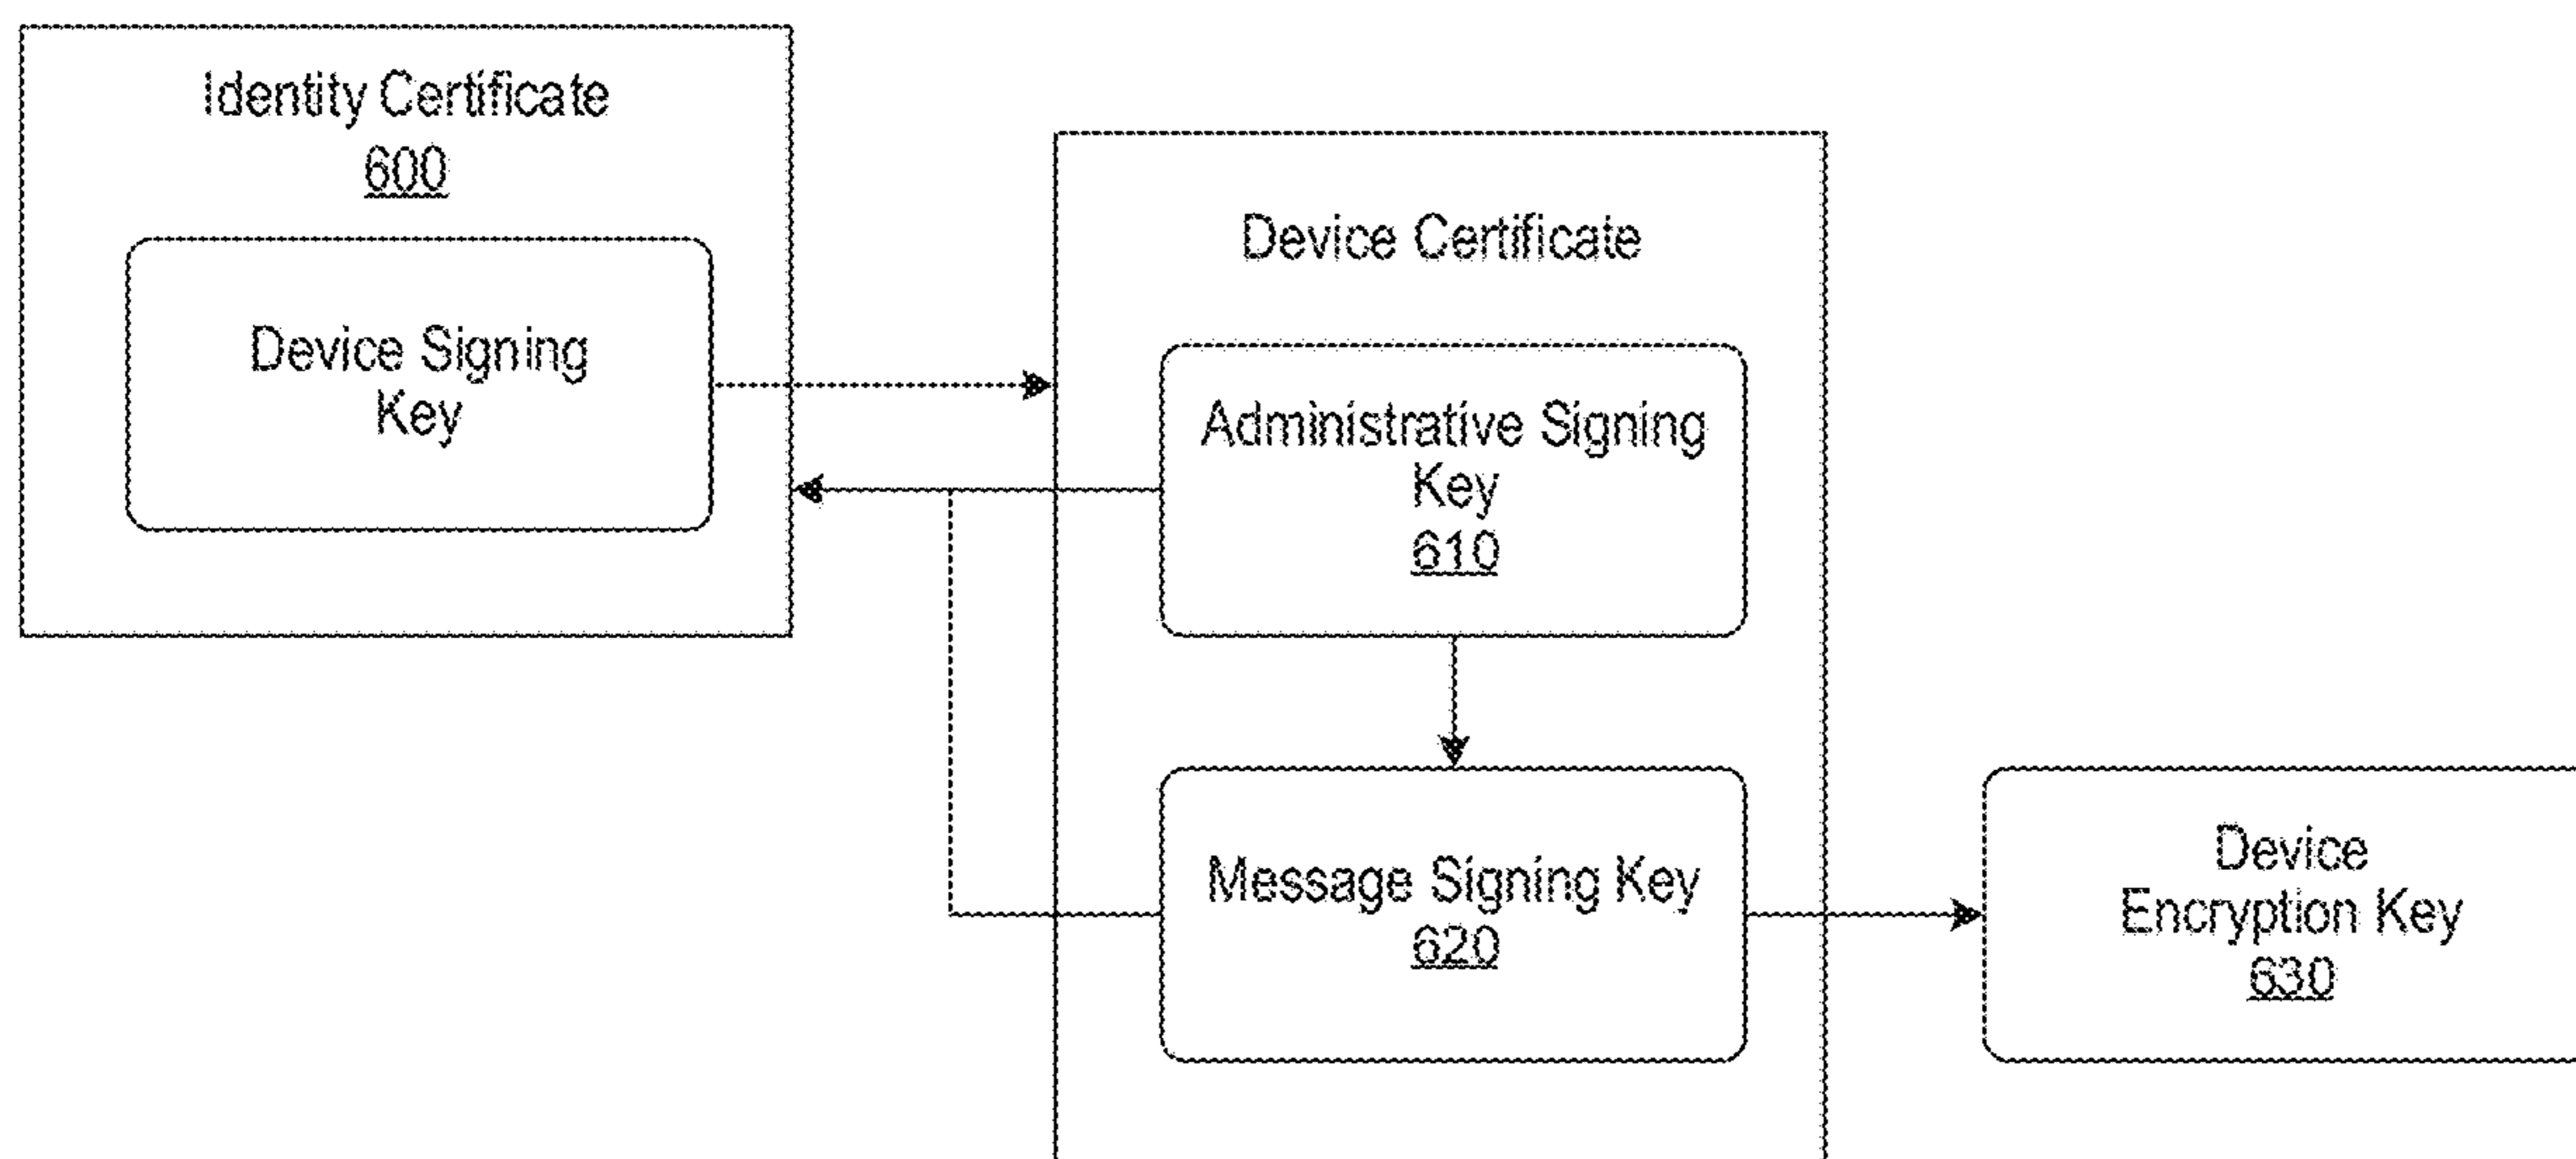 Identity Certificate
600
Device Signing
Key
Device Certificate
Administrative Signing
Key
610
Message Signing Key
620
Device
Encryption Key
630